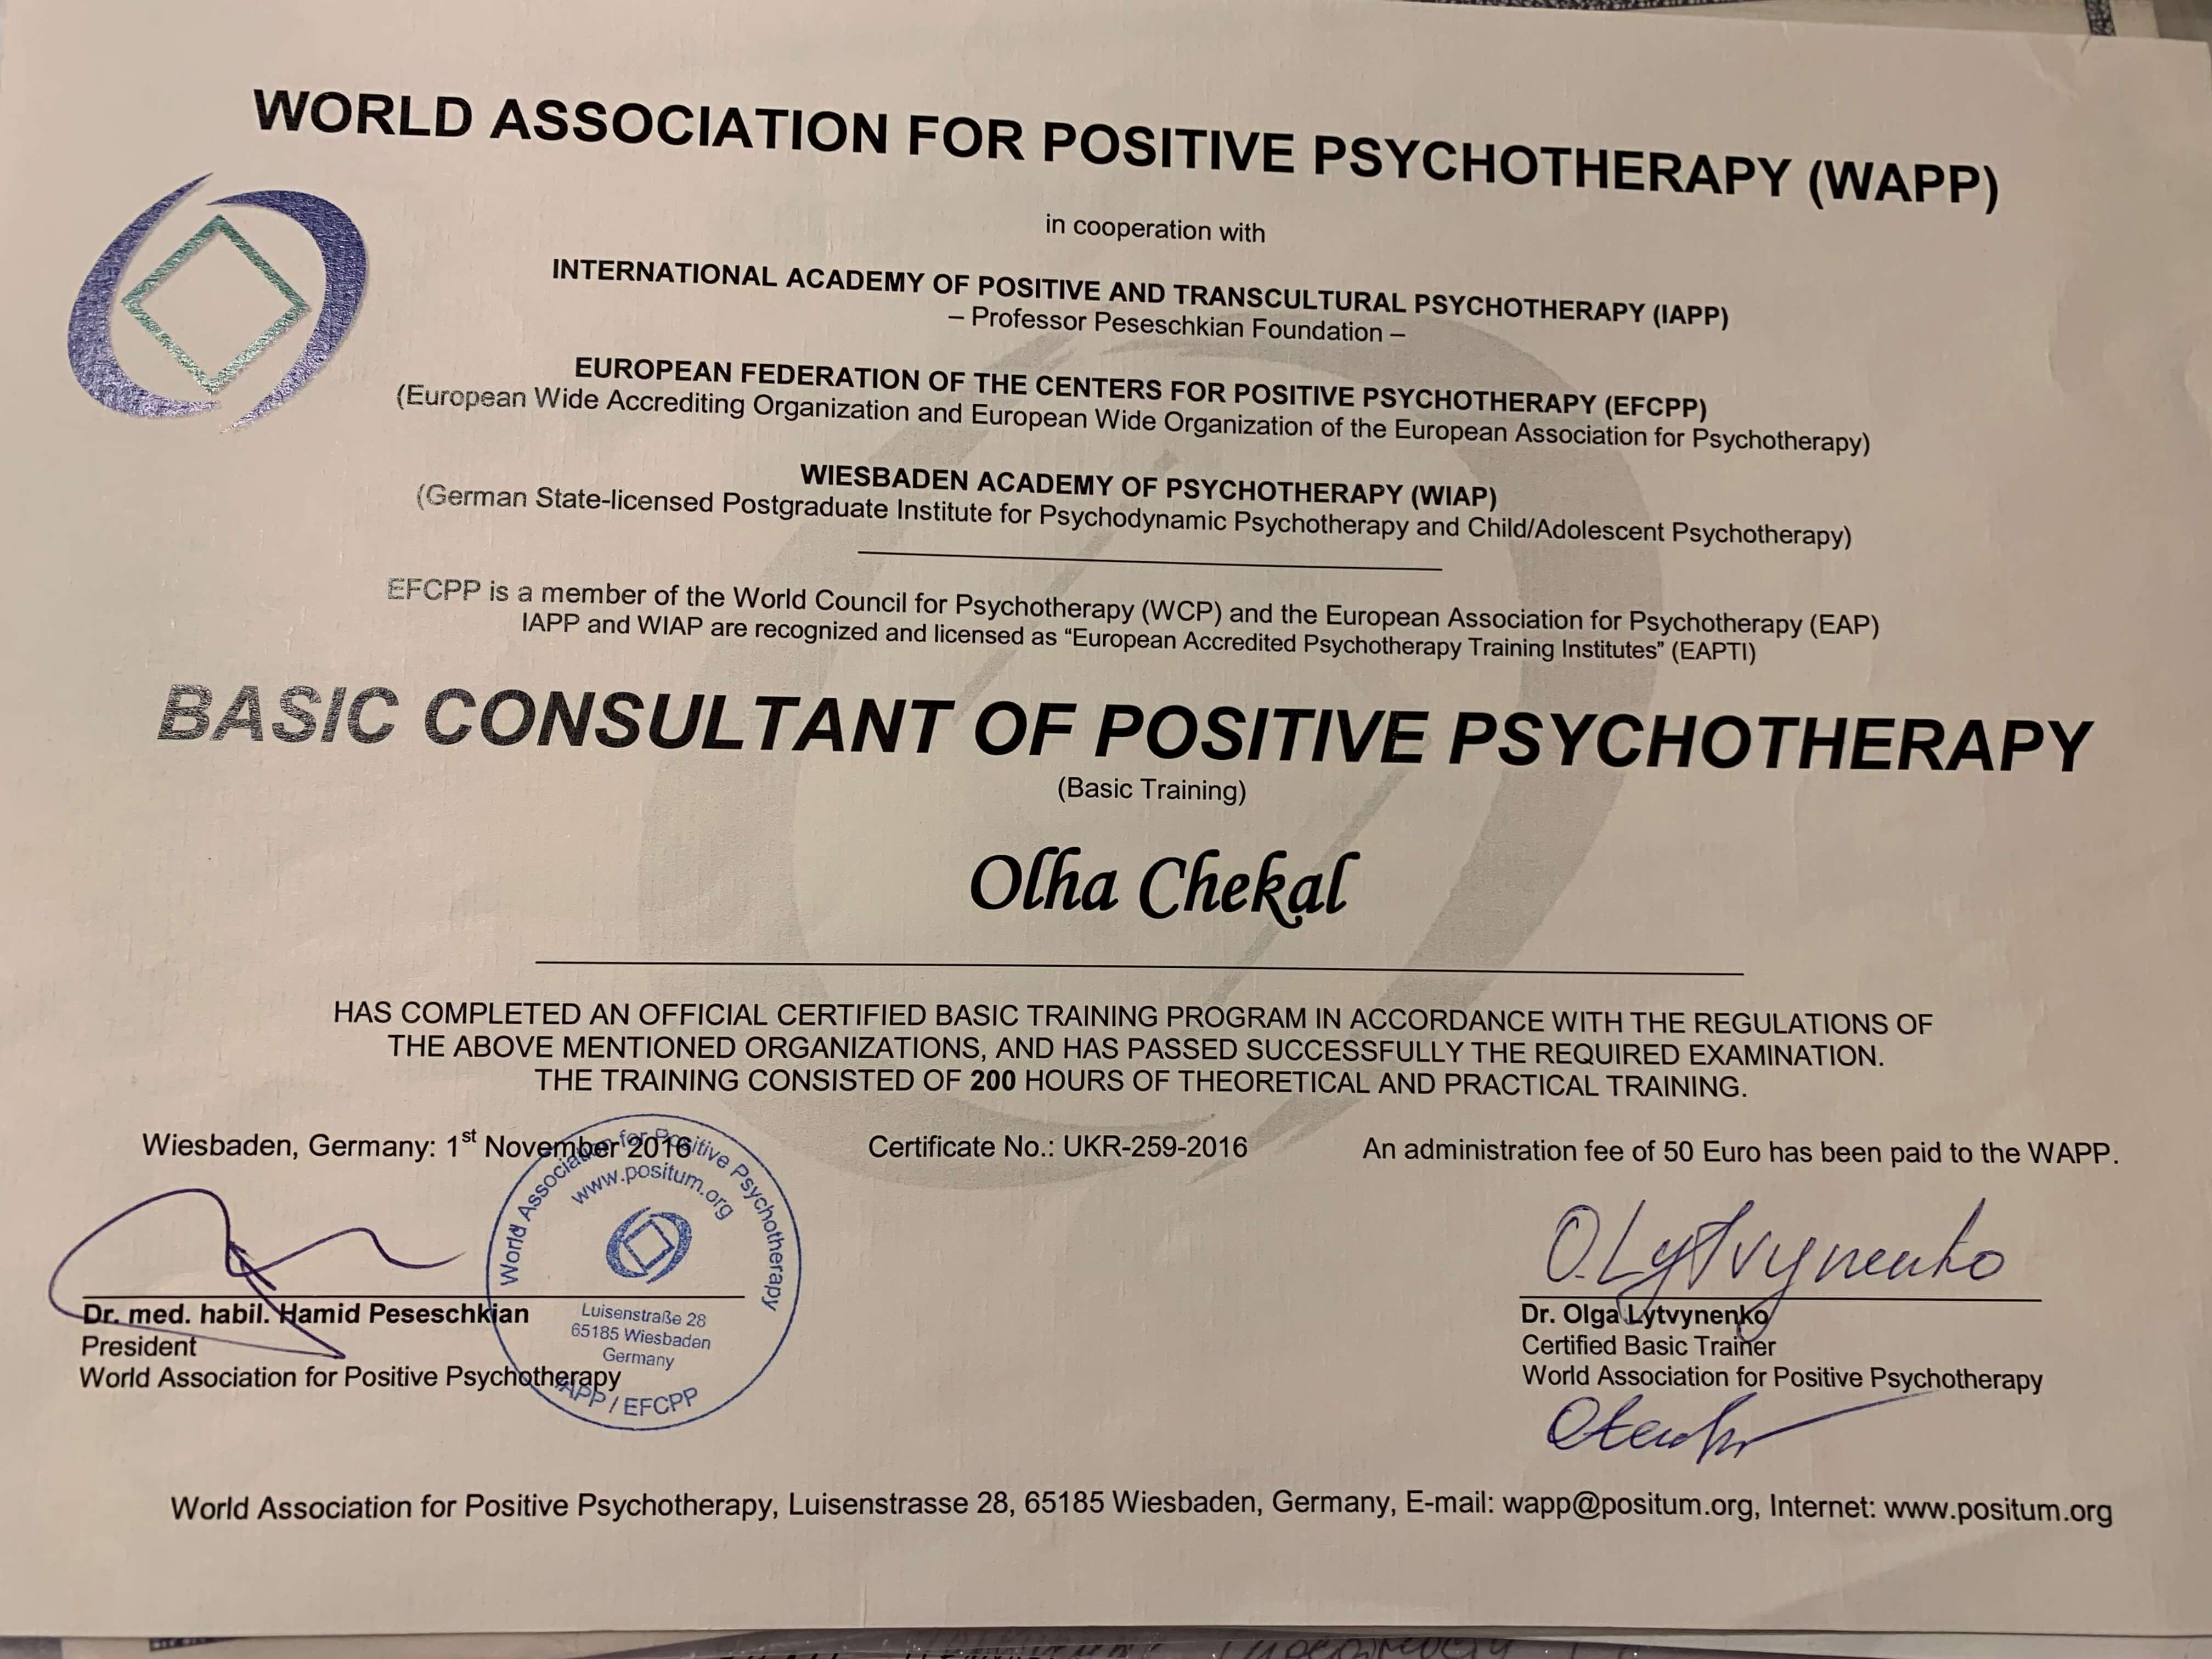 WORLD ASSOCIATION FOR POSITIVE PSYCHOTHERAPY (WAPP)
in cooperation with
INTERNATIONAL ACADEMY OF POSITIVE AND TRANSCULTURAL PSYCHOTHERAPY (IAPP)
– Professor Peseschkian Foundation –
EUROPEAN FEDERATION OF THE CENTERS FOR POSITIVE PSYCHOTHERAPY (EFCPP)
(European Wide Accrediting Organization and European Wide Organization of the European Association for Psychotherapy)
WIESBADEN ACADEMY OF PSYCHOTHERAPY (WIAP)
(German State-licensed Postgraduate Institute for Psychodynamic Psychotherapy and Child/Adolescent Psychotherapy)
EFCPP is a member of the World Council for Psychotherapy (WCP) and the European Association for Psychotherapy (EAP)
IAPP and WIAP are recognized and licensed as “European Accredited Psychotherapy Training Institutes” (EAPTI)
BASIC CONSULTANT OF POSITIVE PSYCHOTHERAPY
(Basic Training)
Olha Chekal
HAS COMPLETED AN OFFICIAL CERTIFIED BASIC TRAINING PROGRAM IN ACCORDANCE WITH THE REGULATIONS OF
THE ABOVE MENTIONED ORGANIZATIONS, AND HAS PASSED SUCCESSFULLY THE REQUIRED EXAMINATION.
THE TRAINING CONSISTED OF 200 HOURS OF THEORETICAL AND PRACTICAL TRAINING.
Wiesbaden, Germany: 1st November 2016
Certificate No.: UKR-259-2016
An administration fee of 50 Euro has been paid to the WAPP.
World Association for Positive Psychotherapy
www.positum.org
Luisenstraße 28
65185 Wiesbaden
Germany
/ EFCPP
O. Lytvynenko
Dr. med. habil. Hamid Peseschkian
President
World Association for Positive Psychotherapy
Dr. Olga Lytvynenko
Certified Basic Trainer
World Association for Positive Psychotherapy
World Association for Positive Psychotherapy, Luisenstrasse 28, 65185 Wiesbaden, Germany, E-mail: wapp@positum.org, Internet: www.positum.org